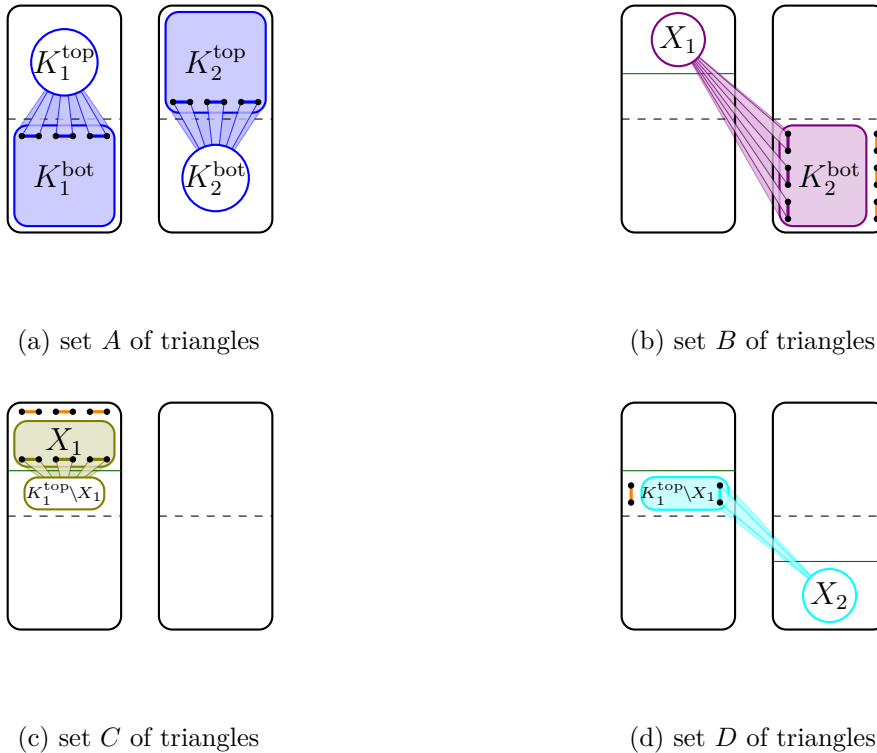 K_1^top
K_2^top
K_1^bot
K_2^bot
X_1
K_2^bot
(a) set A of triangles
(b) set B of triangles
X_1
K_1^top\X_1
K_1^top\X_1
X_2
(c) set C of triangles
(d) set D of triangles